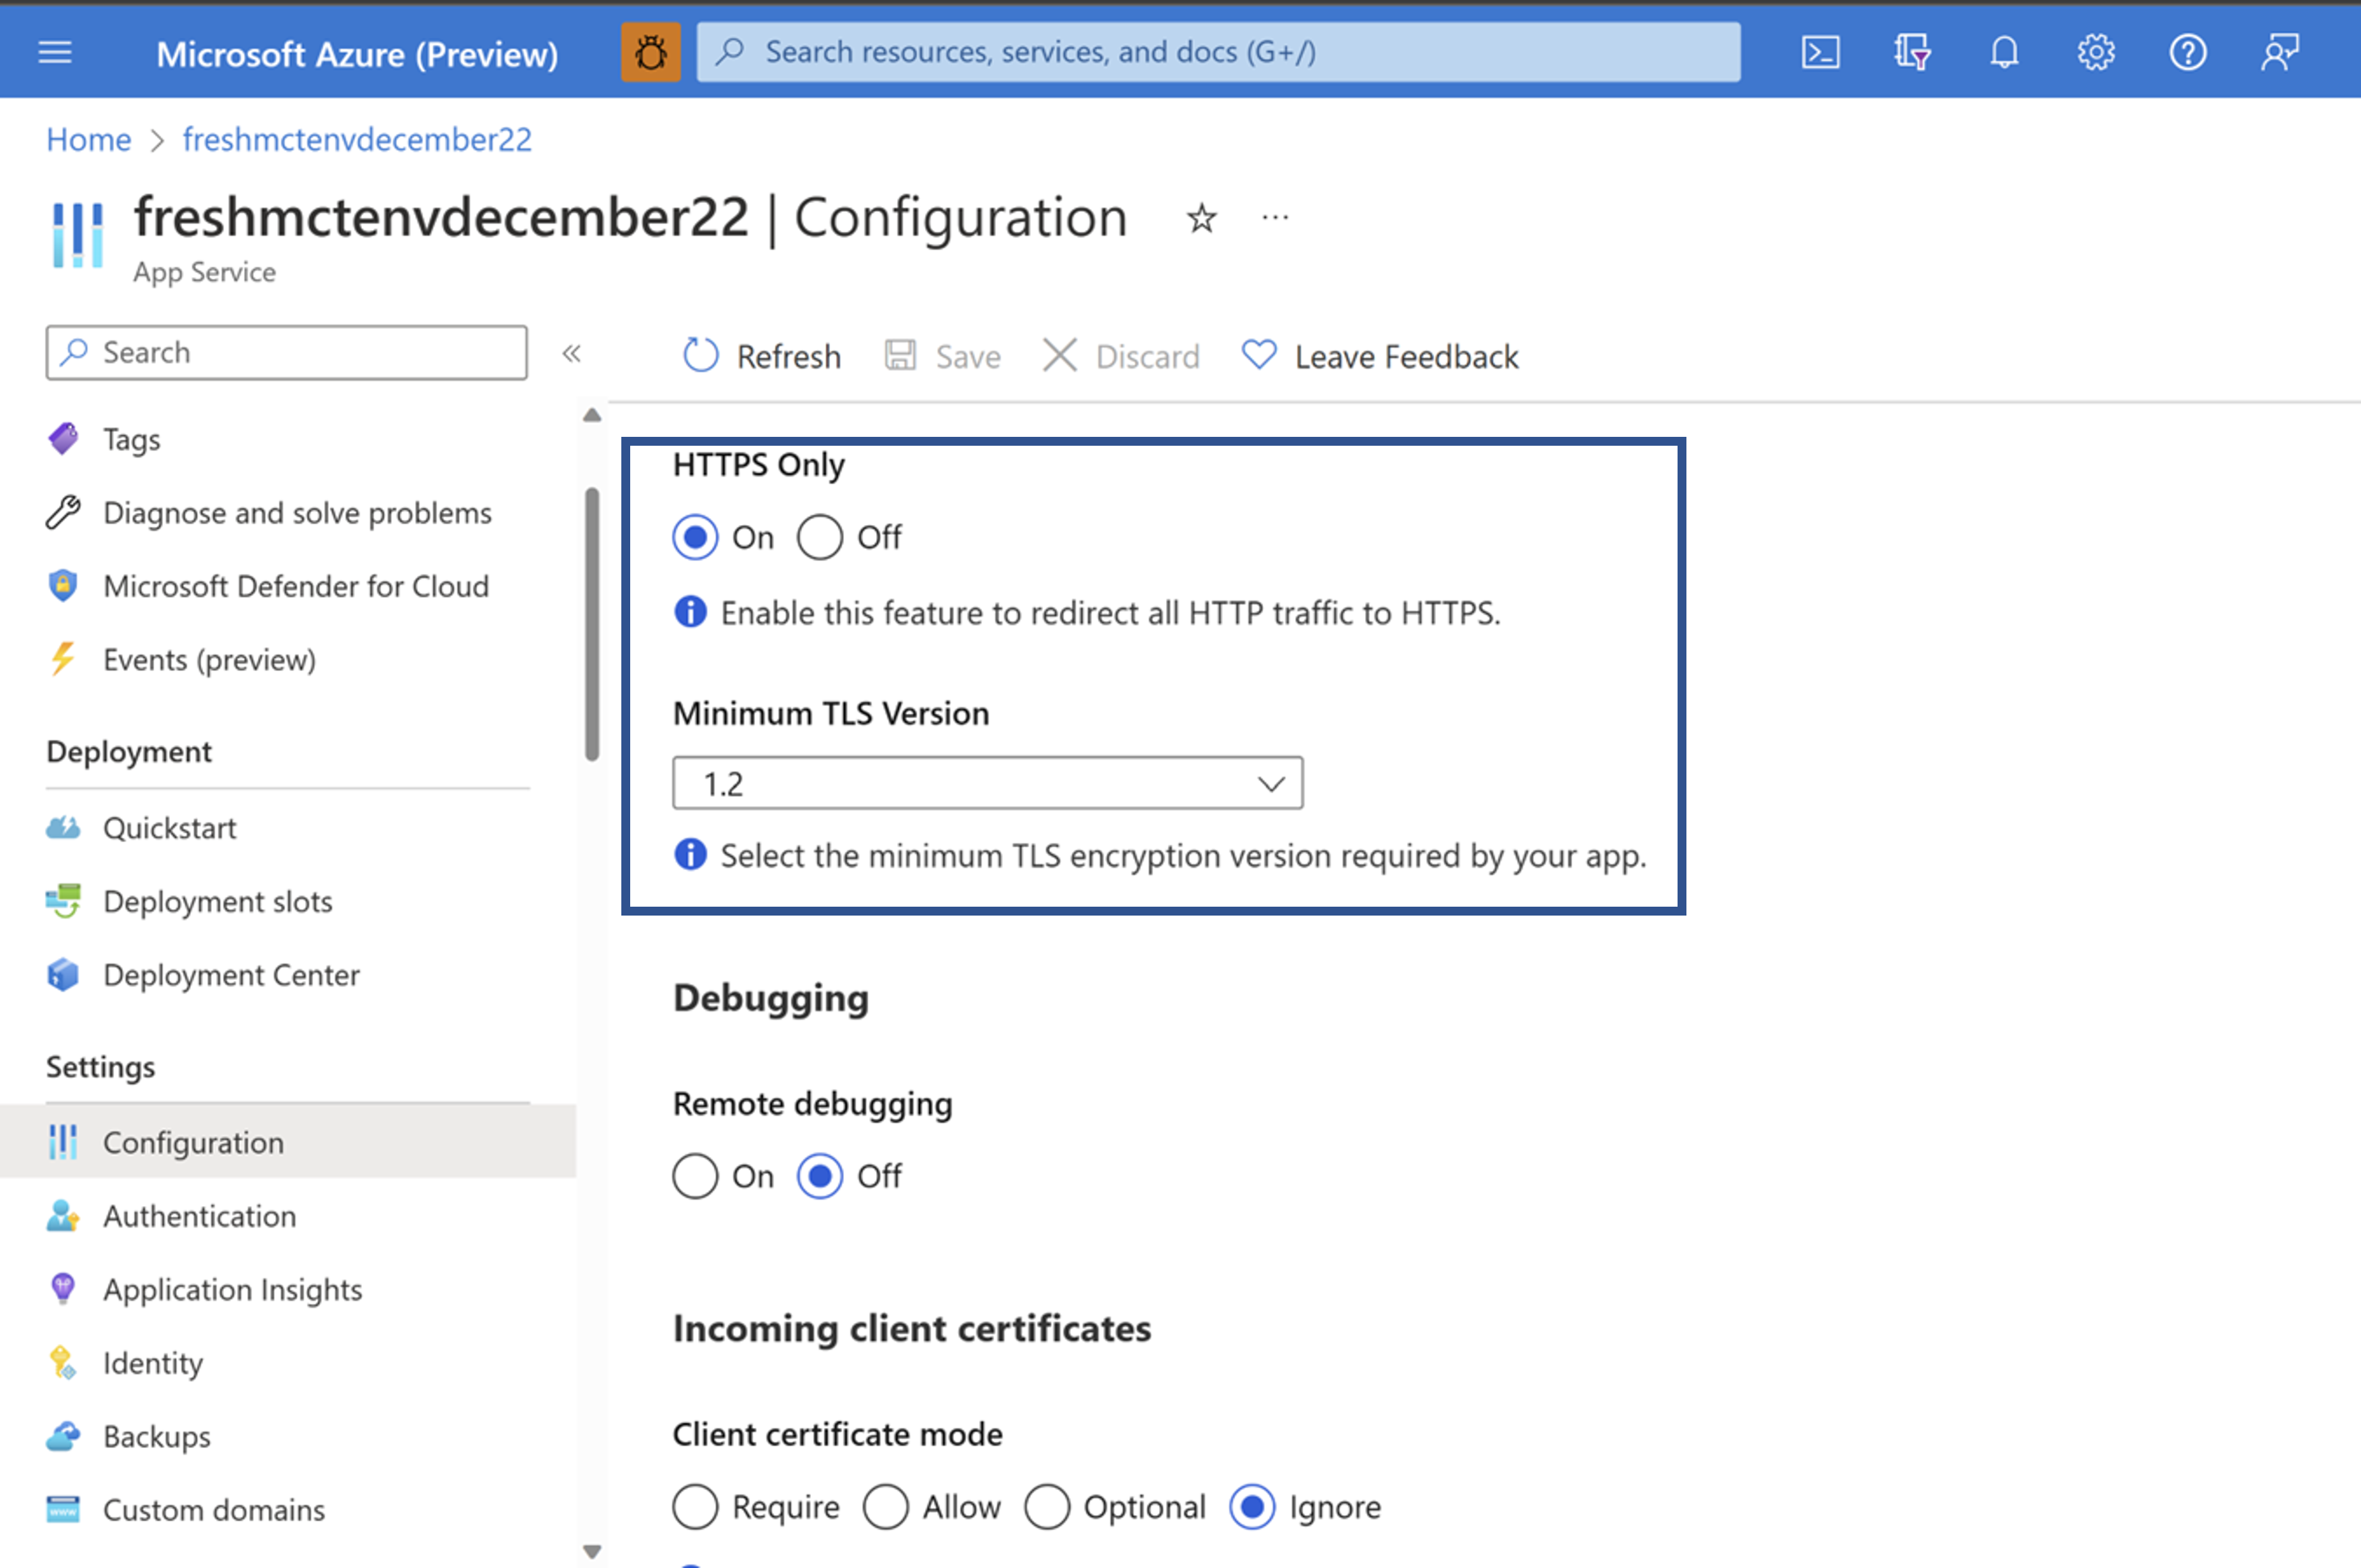 Microsoft Azure (Preview)
Search resources, services, and docs (G+/)
Home > freshmctenvdecember22
freshmctenvdecember22 | Configuration
App Service
Search
Refresh
Save
Discard
Leave Feedback
Tags
Diagnose and solve problems
Microsoft Defender for Cloud
Events (preview)
Deployment
Quickstart
Deployment slots
Deployment Center
Settings
Configuration
Authentication
Application Insights
Identity
Backups
Custom domains
HTTPS Only
On Off
Enable this feature to redirect all HTTP traffic to HTTPS.
Minimum TLS Version
1.2
Select the minimum TLS encryption version required by your app.
Debugging
Remote debugging
On Off
Incoming client certificates
Client certificate mode
Require Allow Optional Ignore